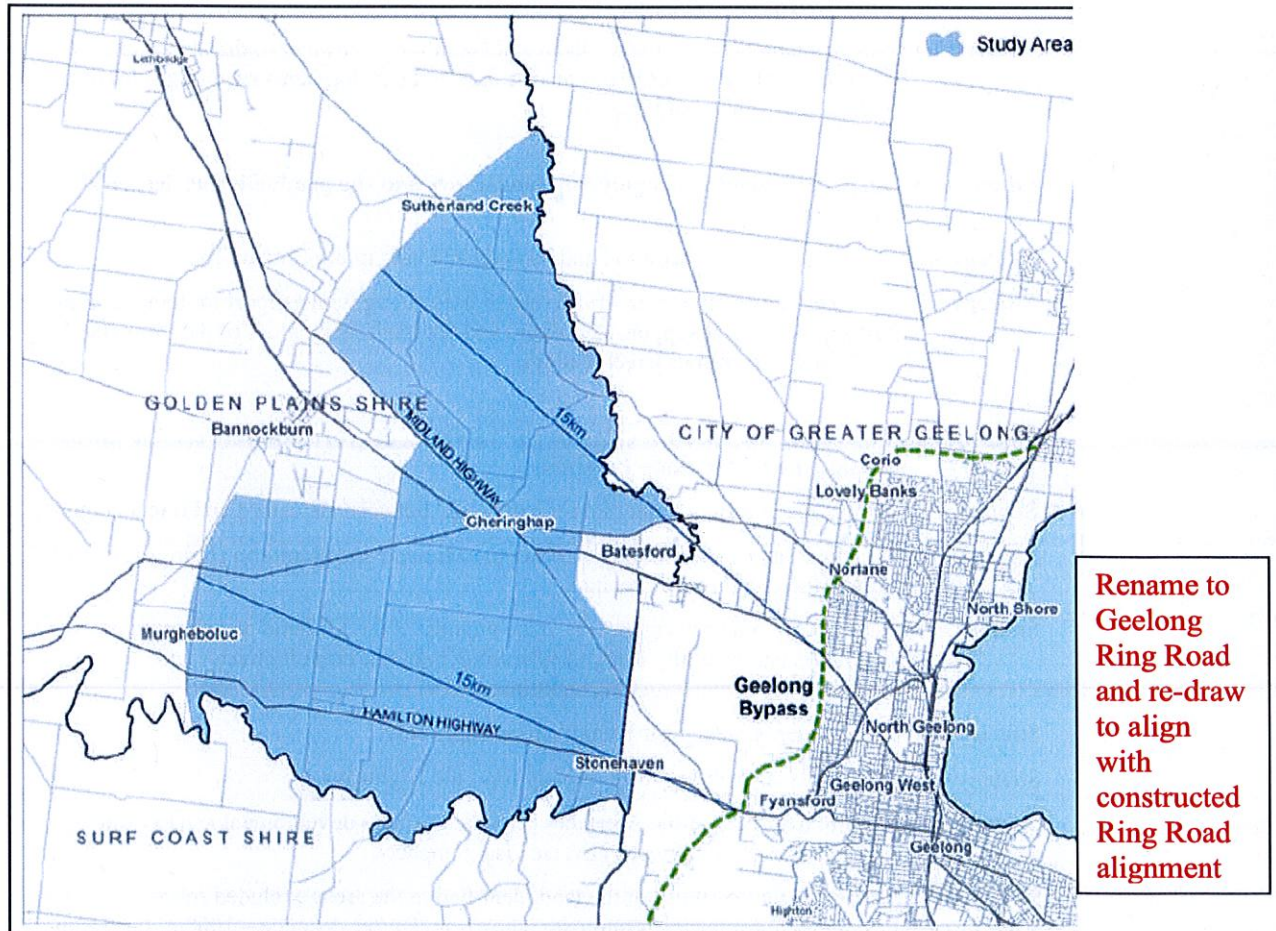 Study Area
Lethbridge
Sutherland Creek
GOLDEN PLAINS SHIRE
Bannockburn
MIDLAND HIGHWAY
15km
CITY OF GREATER GEELONG
Corio
Lovely Banks
Cheringhap
Batesford
Norlane
North Shore
Murgheboluc
15km
HAMILTON HIGHWAY
Geelong
Bypass
North Geelong
Stonehaven
Fyansford
Geelong West
SURF COAST SHIRE
Geelong
Highton
Rename to
Geelong
Ring Road
and re-draw
to align
with
constructed
Ring Road
alignment